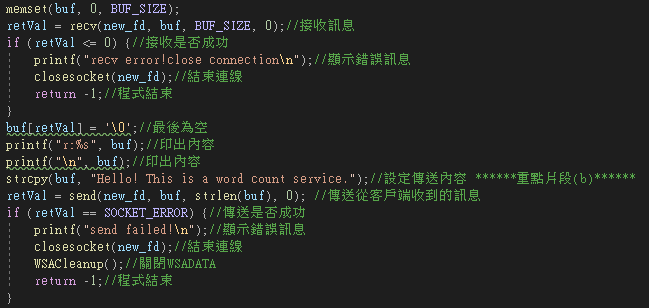 memset(buf, 0, BUF_SIZE);
retVal = recv(new_fd, buf, BUF_SIZE, 0);//接收訊息
if (retVal <= 0) {//接收是否成功
printf("recv error!close connection\n");//顯示錯誤訊息
closesocket(new_fd);//結束連線
return -1;//程式結束
}
buf[retVal] = '\0';//最後為空
printf("r:%s", buf);//印出內容
printf("\n", buf);//印出內容
strcpy(buf, "Hello! This is a word count service.");//設定傳送內容 ******重點片段(b)******
retVal = send(new_fd, buf, strlen(buf), 0); //傳送從客戶端收到的訊息
if (retVal == SOCKET_ERROR) {//傳送是否成功
printf("send failed!\n");//顯示錯誤訊息
closesocket(new_fd);//結束連線
WSACleanup();//關閉WSADATA
return -1;//程式結束
}